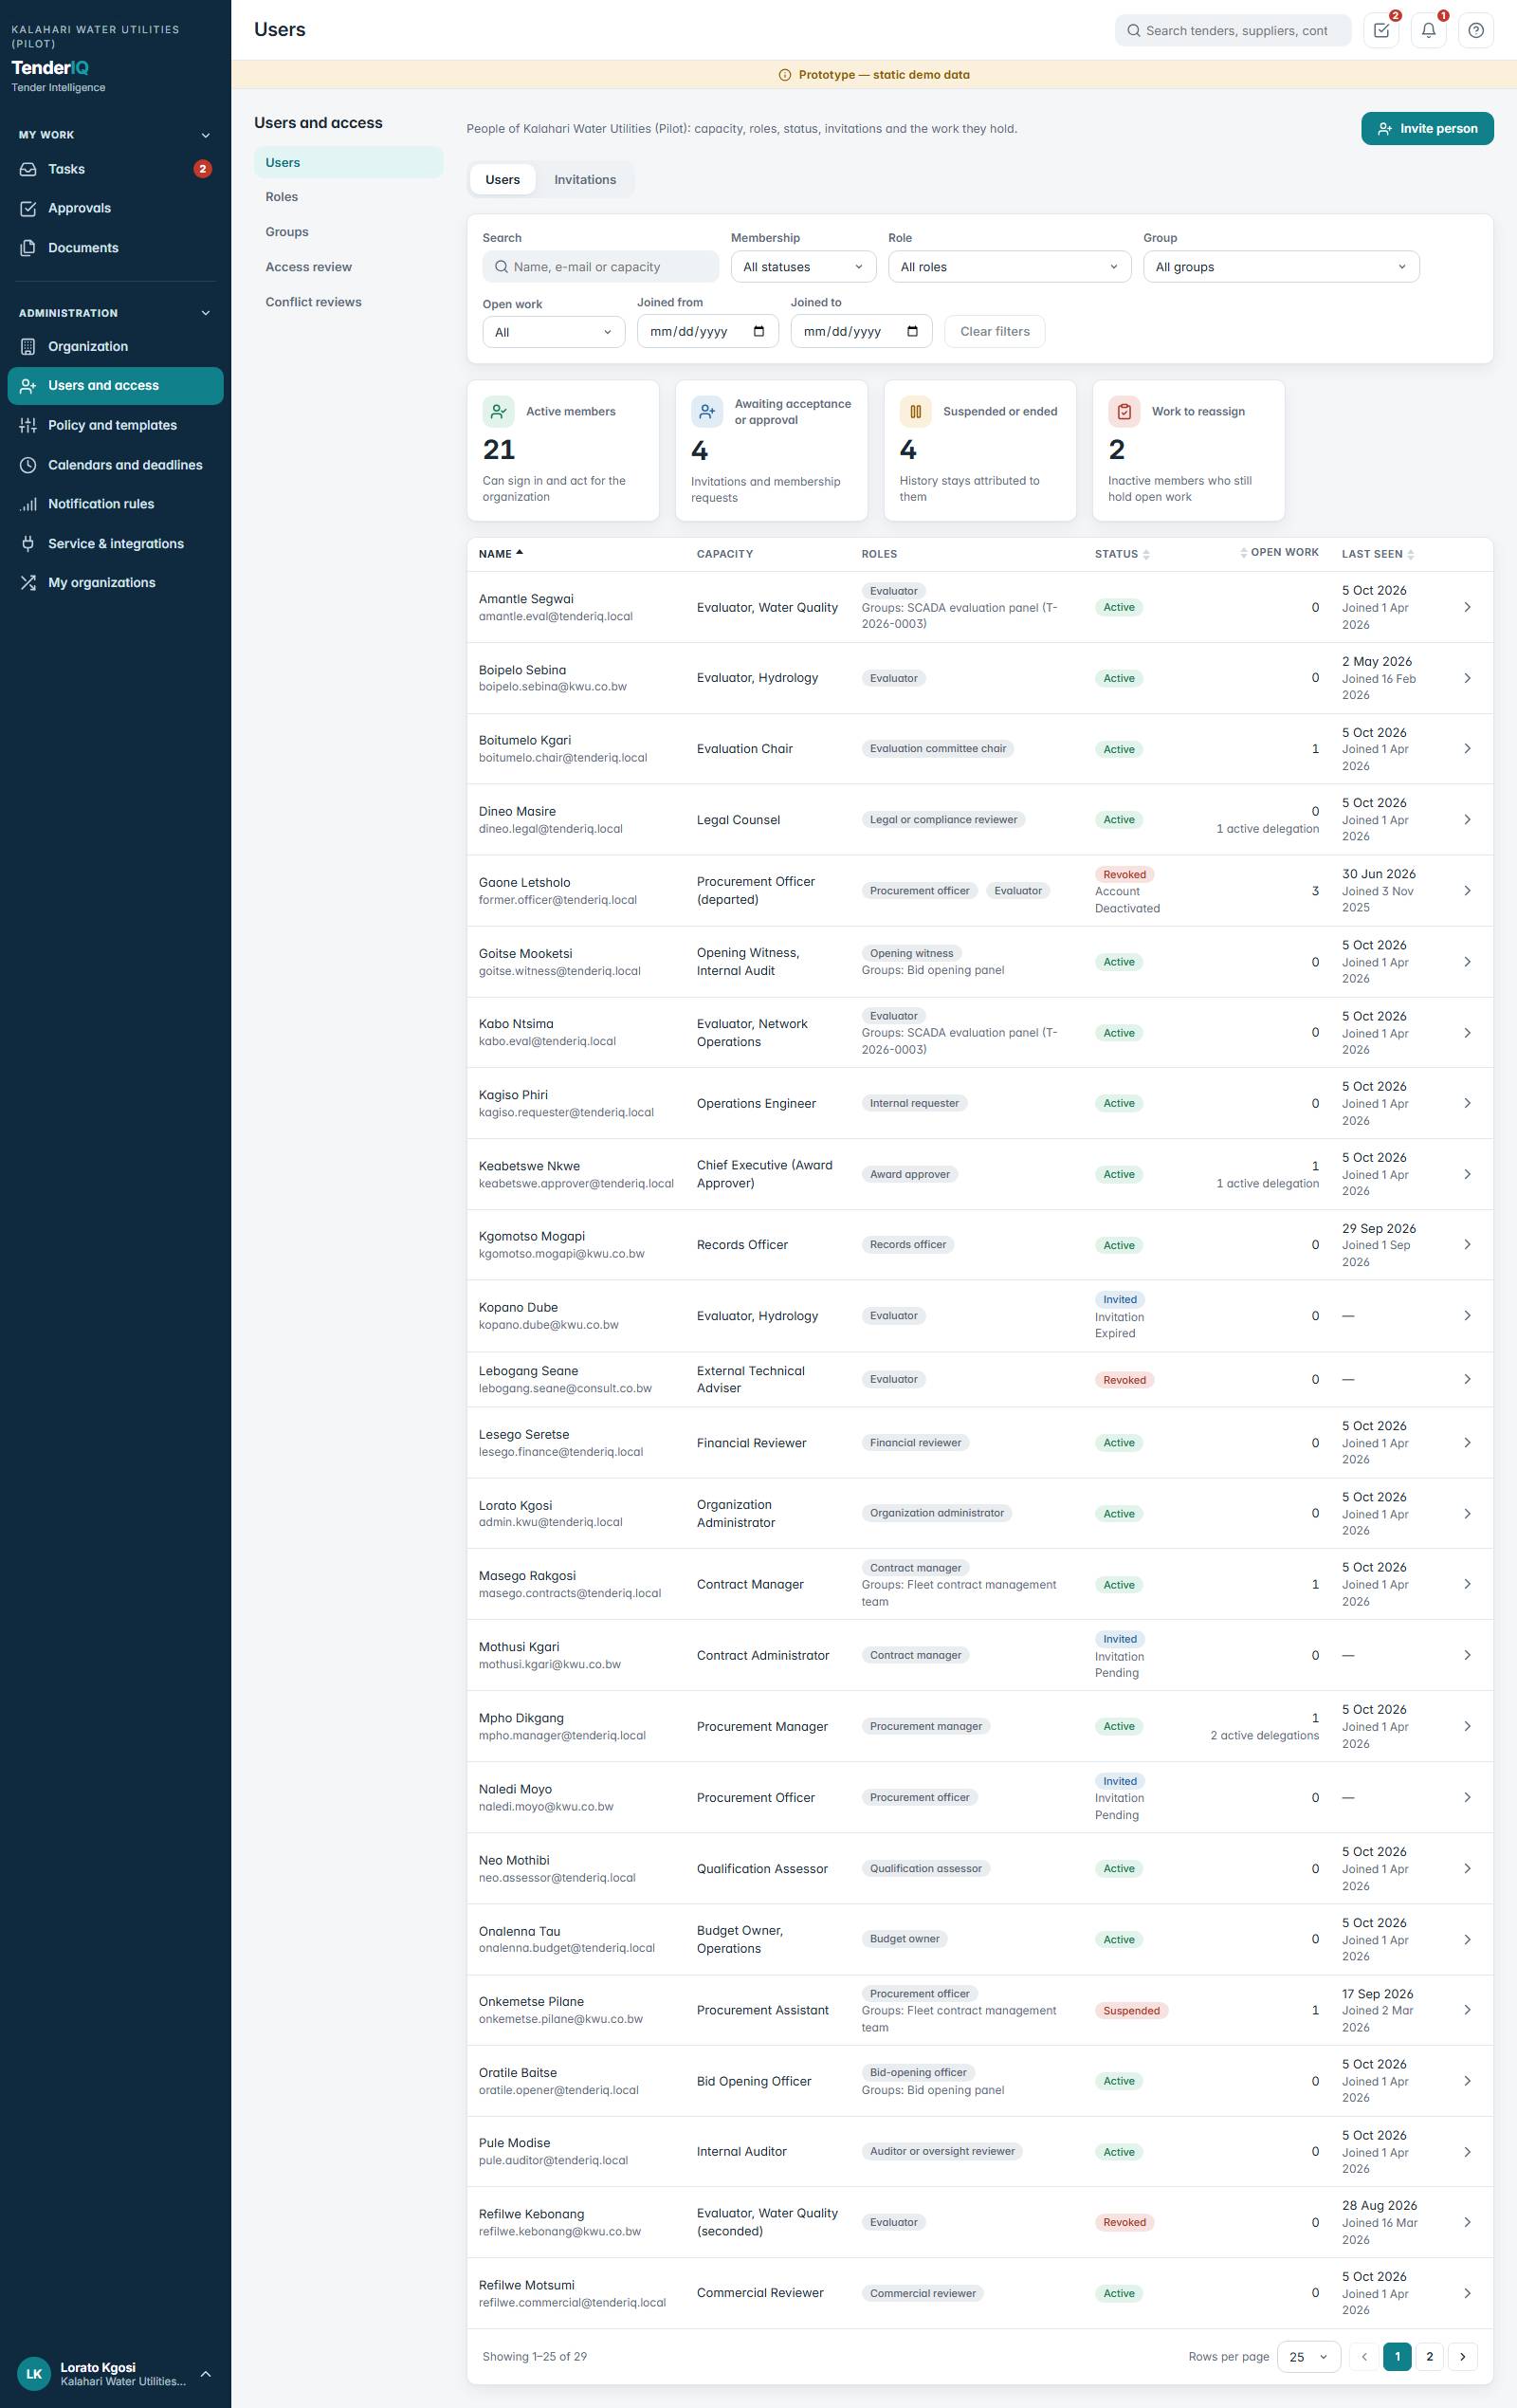 KALAHARI WATER UTILITIES
(PILOT)
TenderIQ
Tender Intelligence
MY WORK
Tasks 2
Approvals
Documents
ADMINISTRATION
Organization
Users and access
Policy and templates
Calendars and deadlines
Notification rules
Service & integrations
My organizations
LK
Lorato Kgosi
Kalahari Water Utilities...
Users
Search tenders, suppliers, cont
2
1
Prototype — static demo data
Users and access
Users
Roles
Groups
Access review
Conflict reviews
People of Kalahari Water Utilities (Pilot): capacity, roles, status, invitations and the work they hold.
Invite person
Users Invitations
Search Membership Role Group
Name, e-mail or capacity All statuses All roles All groups
Open work Joined from Joined to
All mm/dd/yyyy mm/dd/yyyy Clear filters
Active members
21
Can sign in and act for the
organization
Awaiting acceptance
or approval
4
Invitations and membership
requests
Suspended or ended
4
History stays attributed to
them
Work to reassign
2
Inactive members who still
hold open work
NAME CAPACITY ROLES STATUS OPEN WORK LAST SEEN
Amantle Segwai
amantle.eval@tenderiq.local
Evaluator, Water Quality
Evaluator
Groups: SCADA evaluation panel (T-
2026-0003)
Active
0
5 Oct 2026
Joined 1 Apr
2026
Boipelo Sebina
boipelo.sebina@kwu.co.bw
Evaluator, Hydrology
Evaluator
Active
0
2 May 2026
Joined 16 Feb
2026
Boitumelo Kgari
boitumelo.chair@tenderiq.local
Evaluation Chair
Evaluation committee chair
Active
1
5 Oct 2026
Joined 1 Apr
2026
Dineo Masire
dineo.legal@tenderiq.local
Legal Counsel
Legal or compliance reviewer
Active
0
1 active delegation
5 Oct 2026
Joined 1 Apr
2026
Gaone Letsholo
former.officer@tenderiq.local
Procurement Officer
(departed)
Procurement officer Evaluator
Revoked
Account
Deactivated
3
30 Jun 2026
Joined 3 Nov
2025
Goitse Mooketsi
goitse.witness@tenderiq.local
Opening Witness,
Internal Audit
Opening witness
Groups: Bid opening panel
Active
0
5 Oct 2026
Joined 1 Apr
2026
Kabo Ntsima
kabo.eval@tenderiq.local
Evaluator, Network
Operations
Evaluator
Groups: SCADA evaluation panel (T-
2026-0003)
Active
0
5 Oct 2026
Joined 1 Apr
2026
Kagiso Phiri
kagiso.requester@tenderiq.local
Operations Engineer
Internal requester
Active
0
5 Oct 2026
Joined 1 Apr
2026
Keabetswe Nkwe
keabetswe.approver@tenderiq.local
Chief Executive (Award
Approver)
Award approver
Active
1
1 active delegation
5 Oct 2026
Joined 1 Apr
2026
Kgomotso Mogapi
kgomotso.mogapi@kwu.co.bw
Records Officer
Records officer
Active
0
29 Sep 2026
Joined 1 Sep
2026
Kopano Dube
kopano.dube@kwu.co.bw
Evaluator, Hydrology
Evaluator
Invited
Invitation
Expired
0
—
Lebogang Seane
lebogang.seane@consult.co.bw
External Technical
Adviser
Evaluator
Revoked
0
—
Lesego Seretse
lesego.finance@tenderiq.local
Financial Reviewer
Financial reviewer
Active
0
5 Oct 2026
Joined 1 Apr
2026
Lorato Kgosi
admin.kwu@tenderiq.local
Organization
Administrator
Organization administrator
Active
0
5 Oct 2026
Joined 1 Apr
2026
Masego Rakgosi
masego.contracts@tenderiq.local
Contract Manager
Contract manager
Groups: Fleet contract management
team
Active
1
5 Oct 2026
Joined 1 Apr
2026
Mothusi Kgari
mothusi.kgari@kwu.co.bw
Contract Administrator
Contract manager
Invited
Invitation
Pending
0
—
Mpho Dikgang
mpho.manager@tenderiq.local
Procurement Manager
Procurement manager
Active
1
2 active delegations
5 Oct 2026
Joined 1 Apr
2026
Naledi Moyo
naledi.moyo@kwu.co.bw
Procurement Officer
Procurement officer
Invited
Invitation
Pending
0
—
Neo Mothibi
neo.assessor@tenderiq.local
Qualification Assessor
Qualification assessor
Active
0
5 Oct 2026
Joined 1 Apr
2026
Onalenna Tau
onalenna.budget@tenderiq.local
Budget Owner,
Operations
Budget owner
Active
0
5 Oct 2026
Joined 1 Apr
2026
Onkemetse Pilane
onkemetse.pilane@kwu.co.bw
Procurement Assistant
Procurement officer
Groups: Fleet contract management
team
Suspended
1
17 Sep 2026
Joined 2 Mar
2026
Oratile Baitse
oratile.opener@tenderiq.local
Bid Opening Officer
Bid-opening officer
Groups: Bid opening panel
Active
0
5 Oct 2026
Joined 1 Apr
2026
Pule Modise
pule.auditor@tenderiq.local
Internal Auditor
Auditor or oversight reviewer
Active
0
5 Oct 2026
Joined 1 Apr
2026
Refilwe Kebonang
refilwe.kebonang@kwu.co.bw
Evaluator, Water Quality
(seconded)
Evaluator
Revoked
0
28 Aug 2026
Joined 16 Mar
2026
Refilwe Motsumi
refilwe.commercial@tenderiq.local
Commercial Reviewer
Commercial reviewer
Active
0
5 Oct 2026
Joined 1 Apr
2026
Showing 1–25 of 29
Rows per page 25 1 2